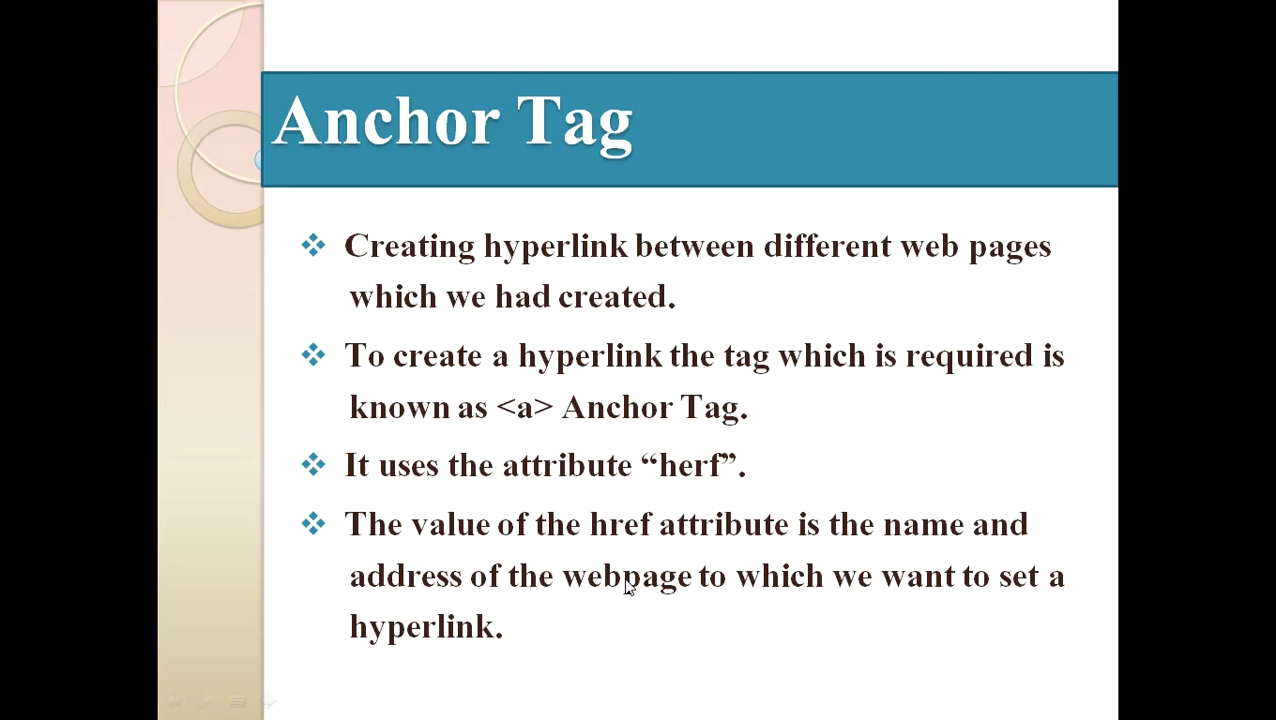 Anchor Tag
Creating hyperlink between different web pages
which we had created.
To create a hyperlink the tag which is required is
known as <a> Anchor Tag.
It uses the attribute “herf”.
The value of the href attribute is the name and
address of the webpage to which we want to set a
hyperlink.